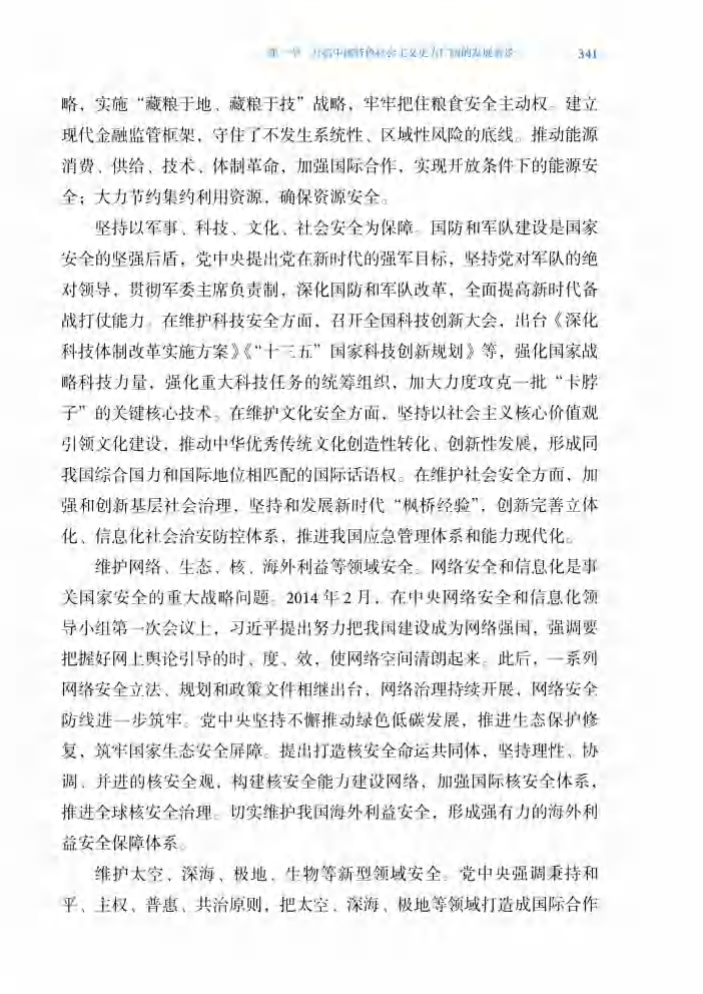 341
略，实施“藏粮于地、藏粮于技”战略，牢牢把住粮食安全主动权。建立
现代金融监管框架，守住了不发生系统性、区域性风险的底线。推动能源
消费、供给、技术、体制革命，加强国际合作，实现开放条件下的能源安
全；大力节约集约利用资源，确保资源安全。
坚持以军事、科技、文化、社会安全为保障。国防和军队建设是国家
安全的坚强后盾，党中央提出党在新时代的强军目标，坚持党对军队的绝
对领导，贯彻军委主席负责制，深化国防和军队改革，全面提高新时代备
战打仗能力。在维护科技安全方面，召开全国科技创新大会，出台《深化
科技体制改革实施方案》《“十三五”国家科技创新规划》等，强化国家战
略科技力量，强化重大科技任务的统筹组织，加大力度攻克一批“卡脖
子”的关键核心技术。在维护文化安全方面，坚持以社会主义核心价值观
引领文化建设，推动中华优秀传统文化创造性转化、创新性发展，形成同
我国综合国力和国际地位相匹配的国际话语权。在维护社会安全方面，加
强和创新基层社会治理，坚持和发展新时代“枫桥经验”，创新完善立体
化、信息化社会治安防控体系，推进我国应急管理体系和能力现代化。
维护网络、生态、核、海外利益等领域安全。网络安全和信息化是事
关国家安全的重大战略问题。2014年2月，在中央网络安全和信息化领
导小组第一次会议上，习近平提出努力把我国建设成为网络强国，强调要
把握好网上舆论引导的时、度、效，使网络空间清朗起来。此后，一系列
网络安全立法、规划和政策文件相继出台，网络治理持续开展，网络安全
防线进一步筑牢。党中央坚持不懈推动绿色低碳发展，推进生态保护修
复，筑牢国家生态安全屏障。提出打造核安全命运共同体，坚持理性、协
调、并进的核安全观，构建核安全能力建设网络，加强国际核安全体系，
推进全球核安全治理。切实维护我国海外利益安全，形成强有力的海外利
益安全保障体系。
维护太空、深海、极地、生物等新型领域安全。党中央强调秉持和
平、主权、普惠、共治原则，把太空、深海、极地等领域打造成国际合作